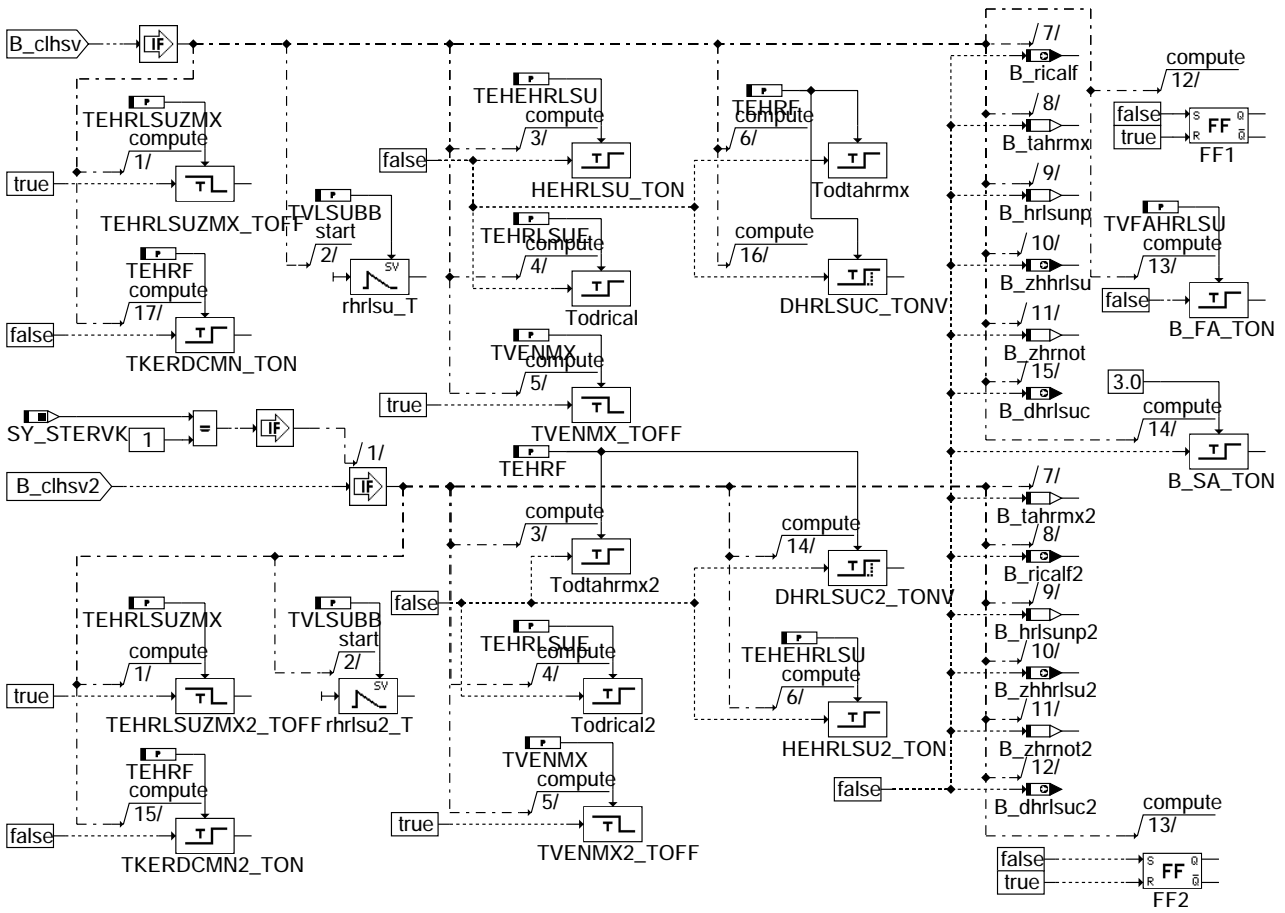 B_clhsv
IF
7/
B_ricalf
compute
12/
P
TEHRLSUZMX
compute
1/
true
T
TEHRLSUZMX_TOFF
P
TEHEHRLSU
compute
3/
false
T
HEHRLSU_TON
P
TEHRF
compute
6/
T
Todtahrmx
8/
B_tahrmx
false
true
S Q
FF
R Q
FF1
9/
B_hrlsunp
P
TVLSUBB
start
2/
SV
rhrlsu_T
P
TEHRLSUE
compute
4/
T
Todrical
compute
16/
T
DHRLSUC_TONV
10/
B_zhhrlsu
P
TVFAHRLSU
compute
13/
false
T
B_FA_TON
P
TEHRF
compute
17/
false
T
TKERDCMN_TON
P
TVENMX
compute
5/
true
T
TVENMX_TOFF
11/
B_zhrnot
15/
B_dhrlsuc
3.0
compute
14/
T
B_SA_TON
SY_STERVK
1
=
IF
1/
B_clhsv2
IF
P
TEHRF
7/
B_tahrmx2
compute
3/
T
Todtahrmx2
compute
14/
T
DHRLSUC2_TONV
8/
B_ricalf2
false
P
TEHRLSUZMX
compute
1/
true
T
TEHRLSUZMX2_TOFF
P
TVLSUBB
start
2/
SV
rhrlsu2_T
P
TEHRLSUE
compute
4/
T
Todrical2
P
TEHEHRLSU
compute
6/
T
HEHRLSU2_TON
9/
B_hrlsunp2
10/
B_zhhrlsu2
11/
B_zhrnot2
P
TEHRF
compute
15/
false
T
TKERDCMN2_TON
P
TVENMX
compute
5/
true
T
TVENMX2_TOFF
false
12/
B_dhrlsuc2
compute
13/
false
true
S Q
FF
R Q
FF2